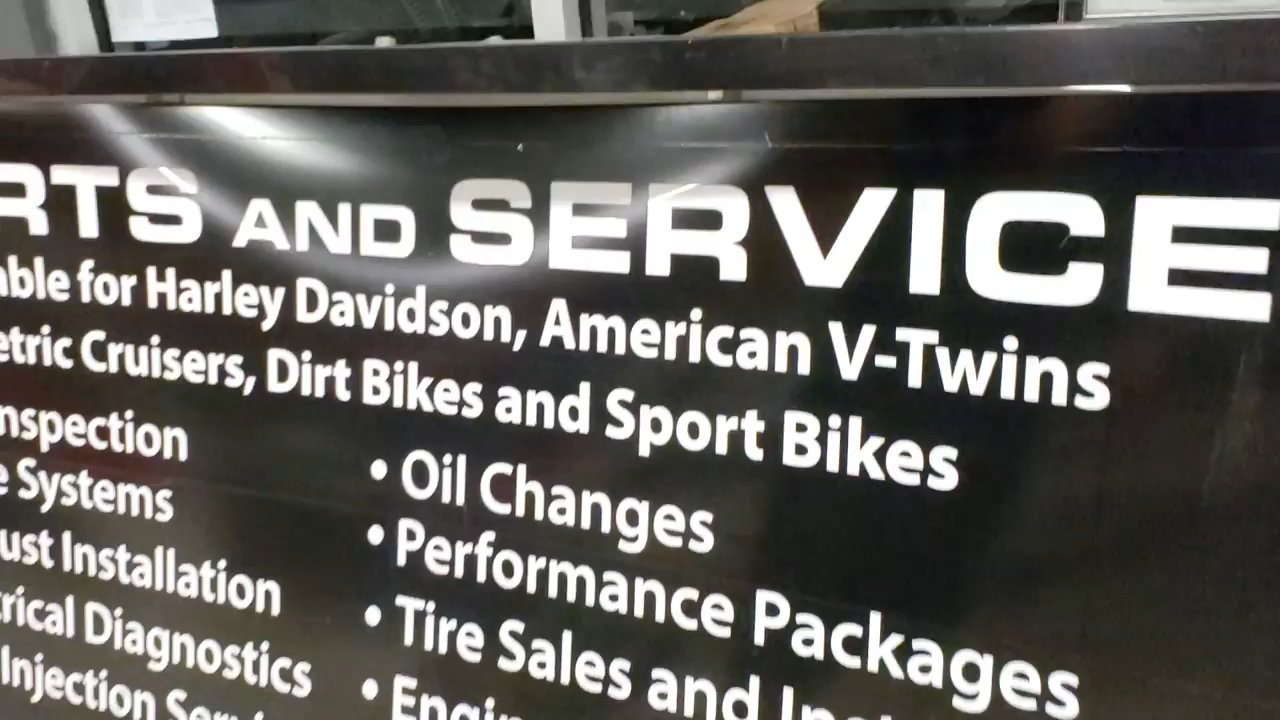 RTS AND SERVICE
able for Harley Davidson, American V-Twins
etric Cruisers, Dirt Bikes and Sport Bikes
nspection
e Systems
ust Installation
trical Diagnostics
Injection
• Oil Changes
• Performance Packages
• Tire Sales and